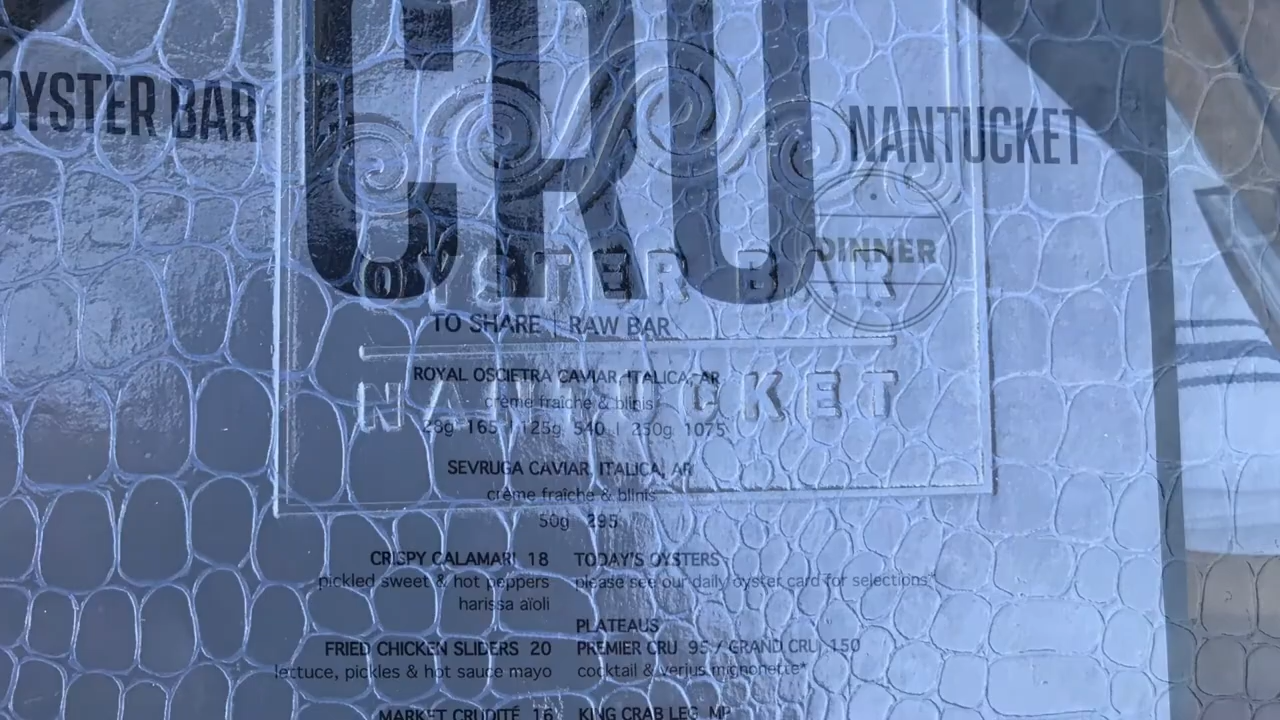 CRU
OYSTER BAR
NANTUCKET
DINNER
OYSTER BAR
TO SHARE | RAW BAR
ROYAL OSCIETRA CAVIAR, ITALICA, AR
crème fraîche & blinis
28g 165 | 125g 540 | 250g 1075
NANTUCKET
SEVRUGA CAVIAR, ITALICA, AR
crème fraîche & blinis
50g 295
CRISPY CALAMARI 18
pickled sweet & hot peppers
harissa aïoli
TODAY'S OYSTERS
please see our daily oyster card for selections*
PLATEAUS
PREMIER CRU 95 / GRAND CRU 150
cocktail & verjus mignonette*
FRIED CHICKEN SLIDERS 20
lettuce, pickles & hot sauce mayo
MARKET CRUDITÉ 16
KING CRAB LEG MP